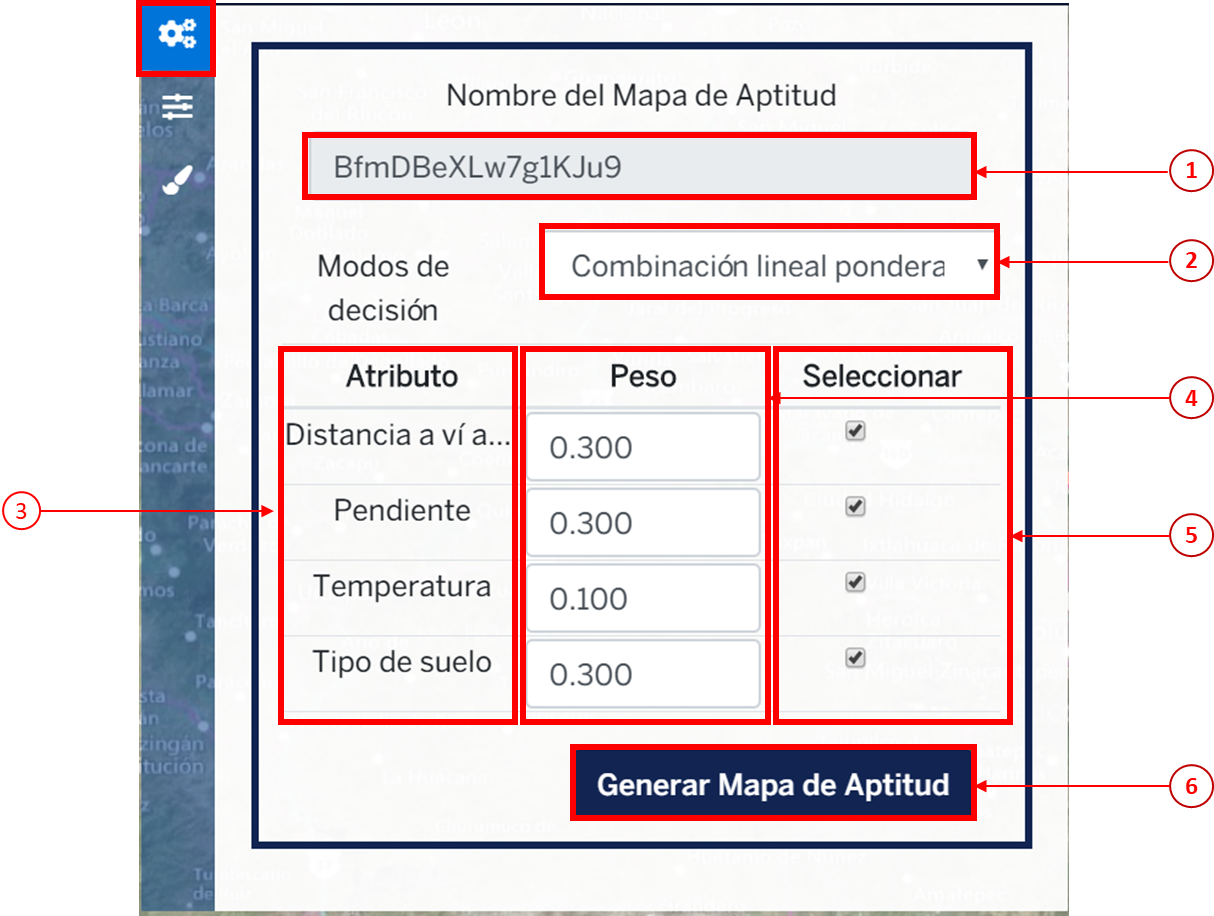 Nombre del Mapa de Aptitud
BfmDBeXLw7g1KJu9
1
Modos de
decisión
Combinación lineal pondera
2
Atributo Peso Seleccionar
4
Distancia a ví a... 0.300
3
Pendiente 0.300
5
Temperatura 0.100
Tipo de suelo 0.300
Generar Mapa de Aptitud
6